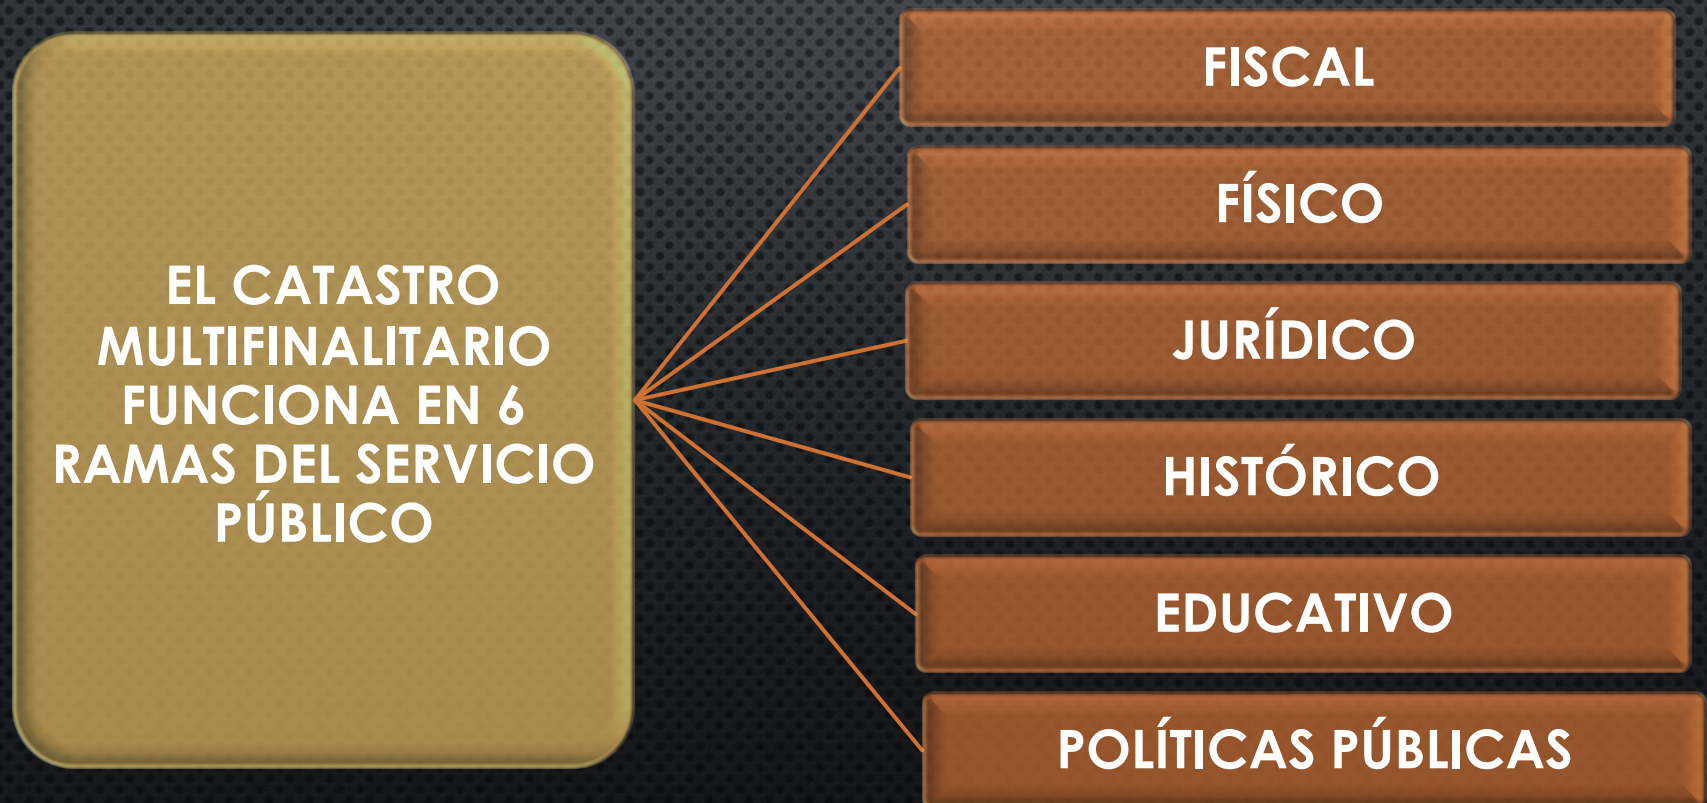 EL CATASTRO
MULTIFINALITARIO
FUNCIONA EN 6
RAMAS DEL SERVICIO
PÚBLICO
FISCAL
FÍSICO
JURÍDICO
HISTÓRICO
EDUCATIVO
POLÍTICAS PÚBLICAS